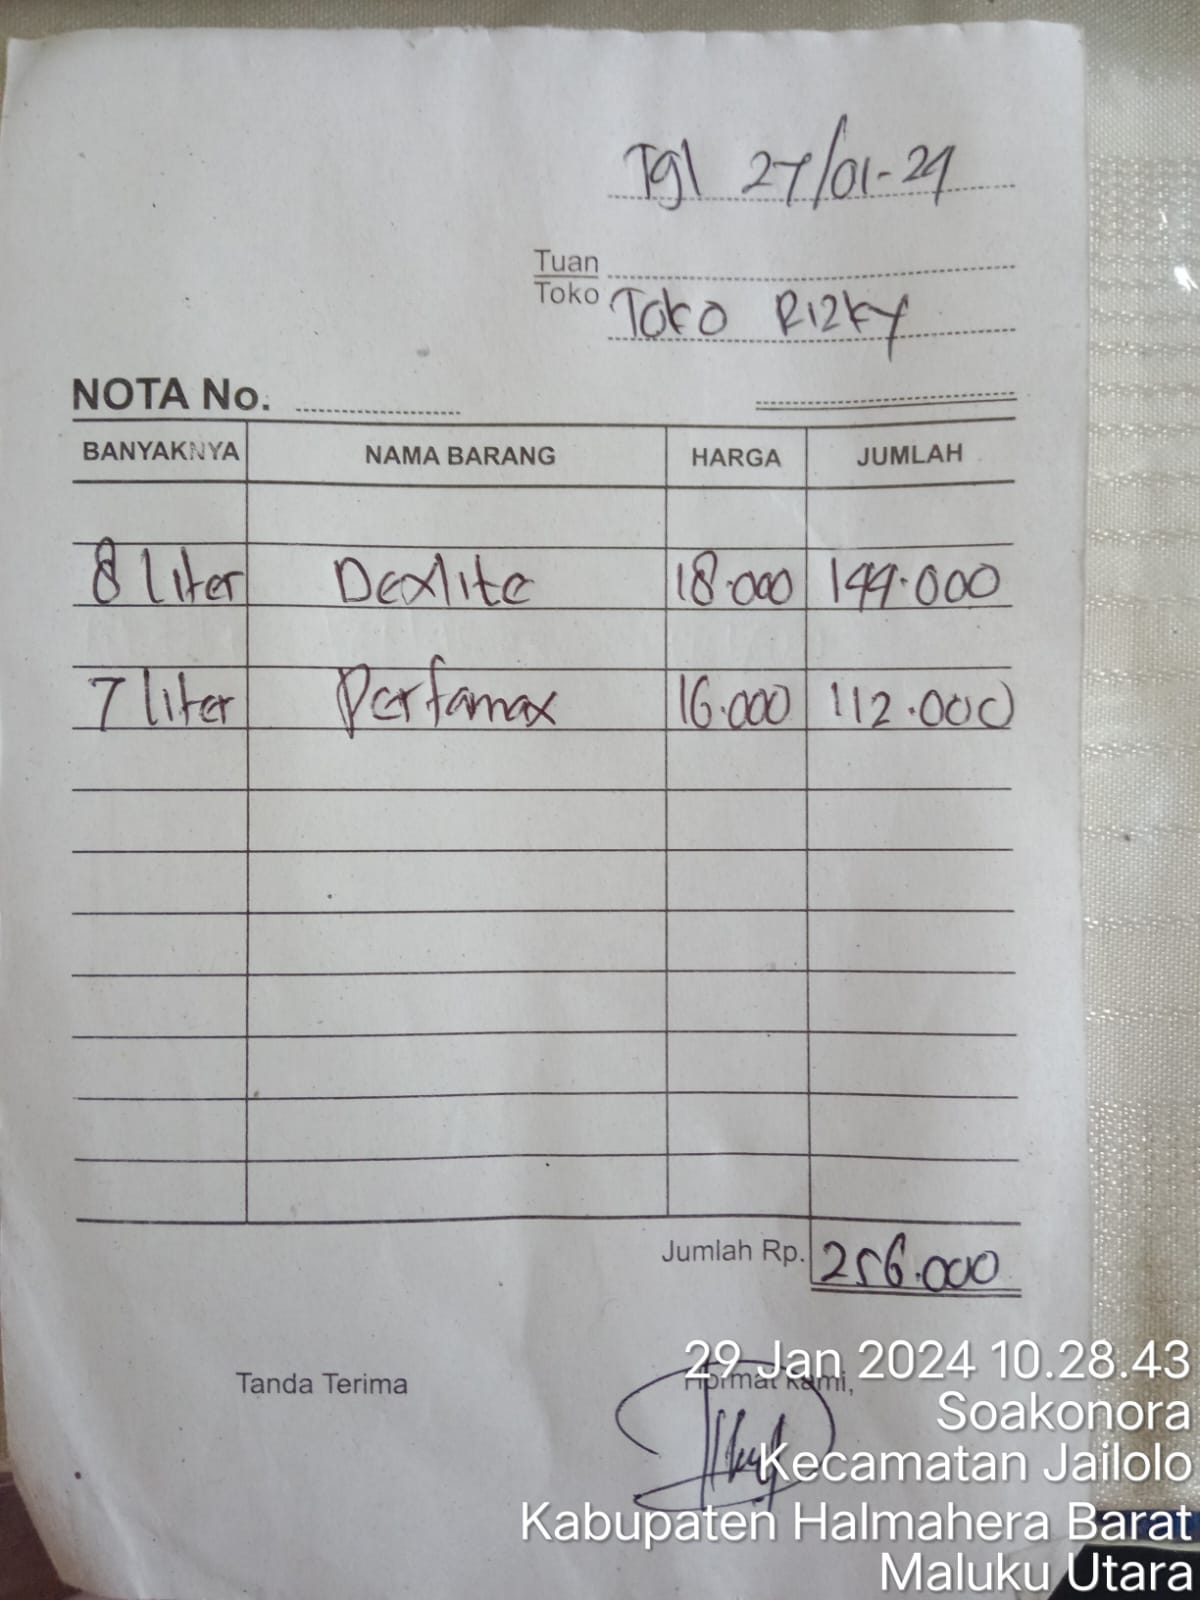 Tgl 27/01-24
Tuan
Toko Toko Rizky
NOTA No.
BANYAKNYA NAMA BARANG HARGA JUMLAH
8 liter Dexlite 18.000 144.000
7 liter Pertamax 16.000 112.000
Jumlah Rp. 256.000
Tanda Terima Hormat kami,
29 Jan 2024 10.28.43
Soakonora
Kecamatan Jailolo
Kabupaten Halmahera Barat
Maluku Utara